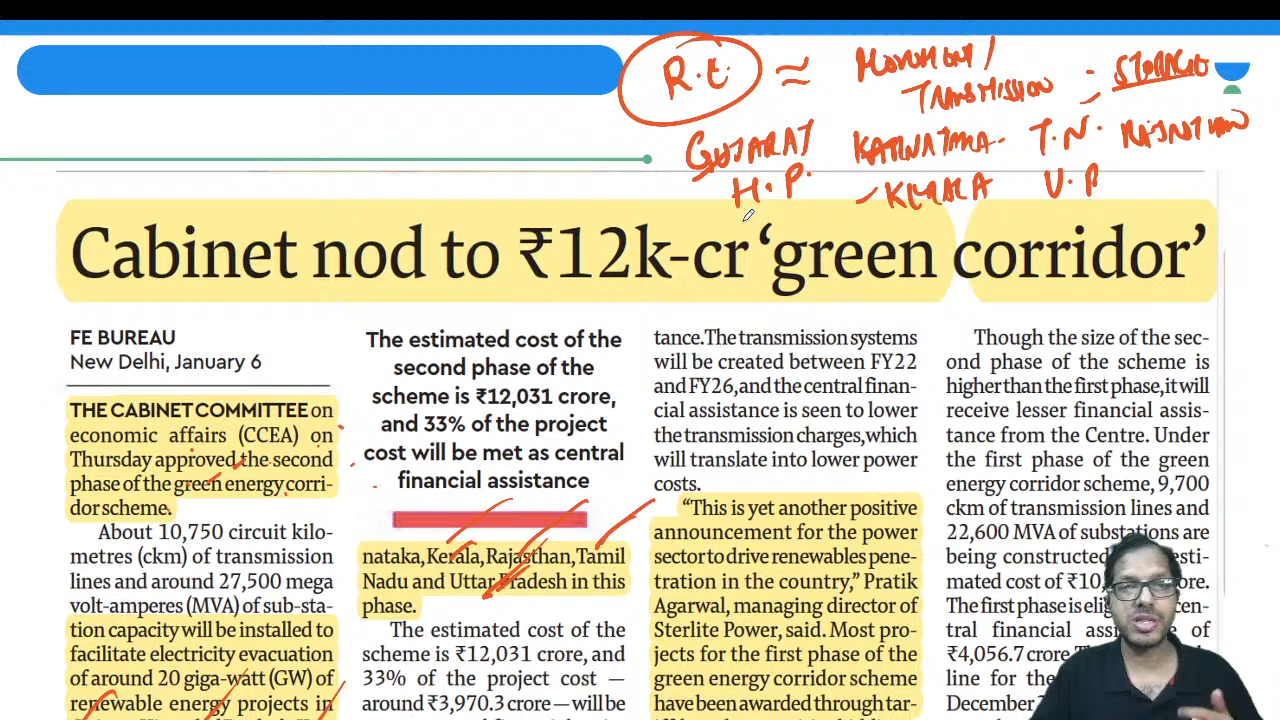 R.E. ≈ MOVEMENT / TRANSMISSION : STORAGE
GUJARAT KARNATAKA T.N. RAJASTHAN
H.P. - KERALA U.P
Cabinet nod to ₹12k-cr ‘green corridor’
FE BUREAU
New Delhi, January 6
THE CABINET COMMITTEE on
economic affairs (CCEA) on
Thursday approved the second
phase of the green energy corri-
dor scheme.
About 10,750 circuit kilo-
metres (ckm) of transmission
lines and around 27,500 mega
volt-amperes (MVA) of sub-sta-
tion capacity will be installed to
facilitate electricity evacuation
of around 20 giga-watt (GW) of
renewable energy projects in
The estimated cost of the
second phase of the
scheme is ₹12,031 crore,
and 33% of the project
cost will be met as central
financial assistance
nataka, Kerala, Rajasthan, Tamil
Nadu and Uttar Pradesh in this
phase.
The estimated cost of the
scheme is ₹12,031 crore, and
33% of the project cost —
around ₹3,970.3 crore — will be
tance. The transmission systems
will be created between FY22
and FY26, and the central finan-
cial assistance is seen to lower
the transmission charges, which
will translate into lower power
costs.
“This is yet another positive
announcement for the power
sector to drive renewables pene-
tration in the country,” Pratik
Agarwal, managing director of
Sterlite Power, said. Most pro-
jects for the first phase of the
green energy corridor scheme
have been awarded through tar-
Though the size of the sec-
ond phase of the scheme is
higher than the first phase, it will
receive lesser financial assis-
tance from the Centre. Under
the first phase of the green
energy corridor scheme, 9,700
ckm of transmission lines and
22,600 MVA of substations are
being constructed esti-
mated cost of ₹10, ore.
The first phase is elig cen-
tral financial ass of
₹4,056.7 crore.
line for the
December 2